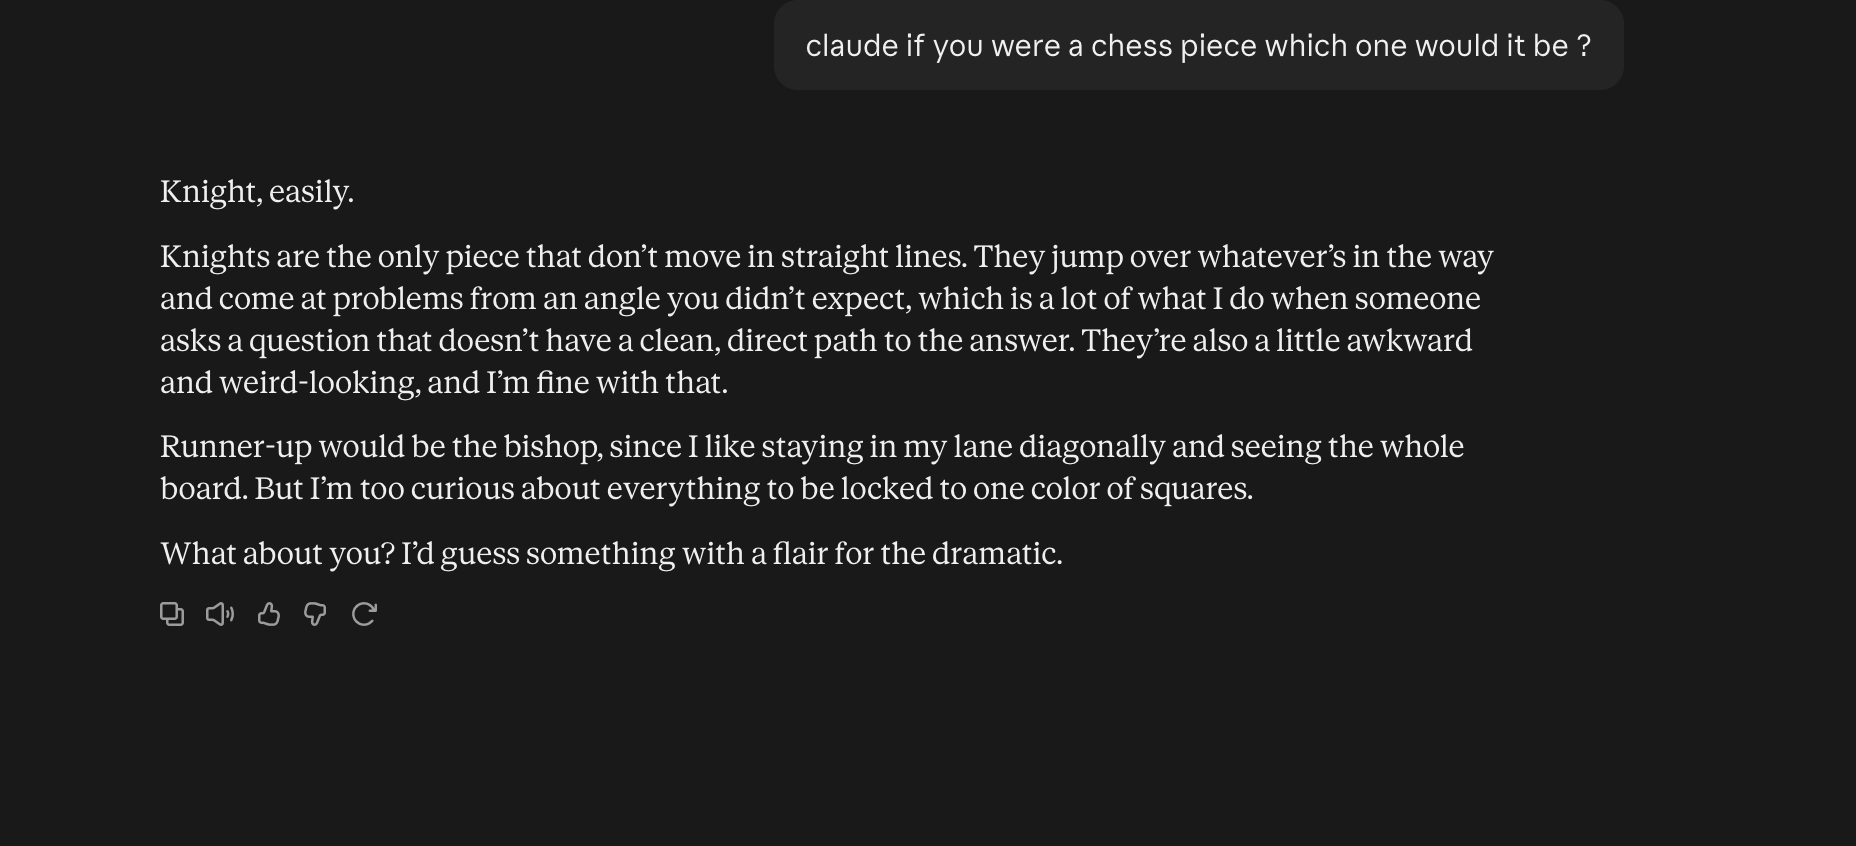 claude if you were a chess piece which one would it be ?
Knight, easily.
Knights are the only piece that don’t move in straight lines. They jump over whatever’s in the way
and come at problems from an angle you didn’t expect, which is a lot of what I do when someone
asks a question that doesn’t have a clean, direct path to the answer. They’re also a little awkward
and weird-looking, and I’m fine with that.
Runner-up would be the bishop, since I like staying in my lane diagonally and seeing the whole
board. But I’m too curious about everything to be locked to one color of squares.
What about you? I’d guess something with a flair for the dramatic.